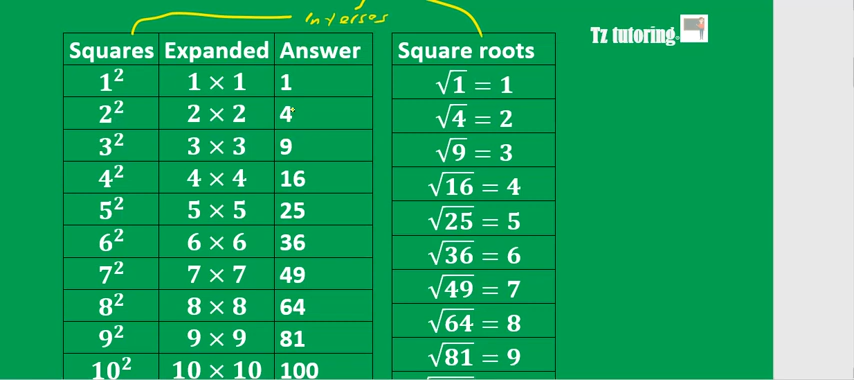 inverses
Tz tutoring.
Squares Expanded Answer
1² 1 × 1 1
2² 2 × 2 4
3² 3 × 3 9
4² 4 × 4 16
5² 5 × 5 25
6² 6 × 6 36
7² 7 × 7 49
8² 8 × 8 64
9² 9 × 9 81
10² 10 × 10 100
Square roots
√1 = 1
√4 = 2
√9 = 3
√16 = 4
√25 = 5
√36 = 6
√49 = 7
√64 = 8
√81 = 9